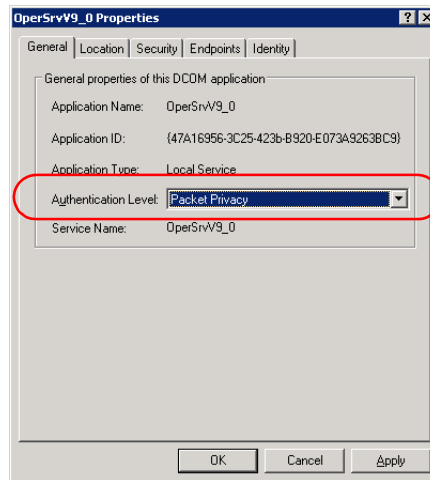 OperSrvV9_0 Properties
General Location Security Endpoints Identity
General properties of this DCOM application
Application Name: OperSrvV9_0
Application ID: {47A16956-3C25-423b-B920-E073A9263BC9}
Application Type: Local Service
Authentication Level: Packet Privacy
Service Name: OperSrvV9_0
OK Cancel Apply